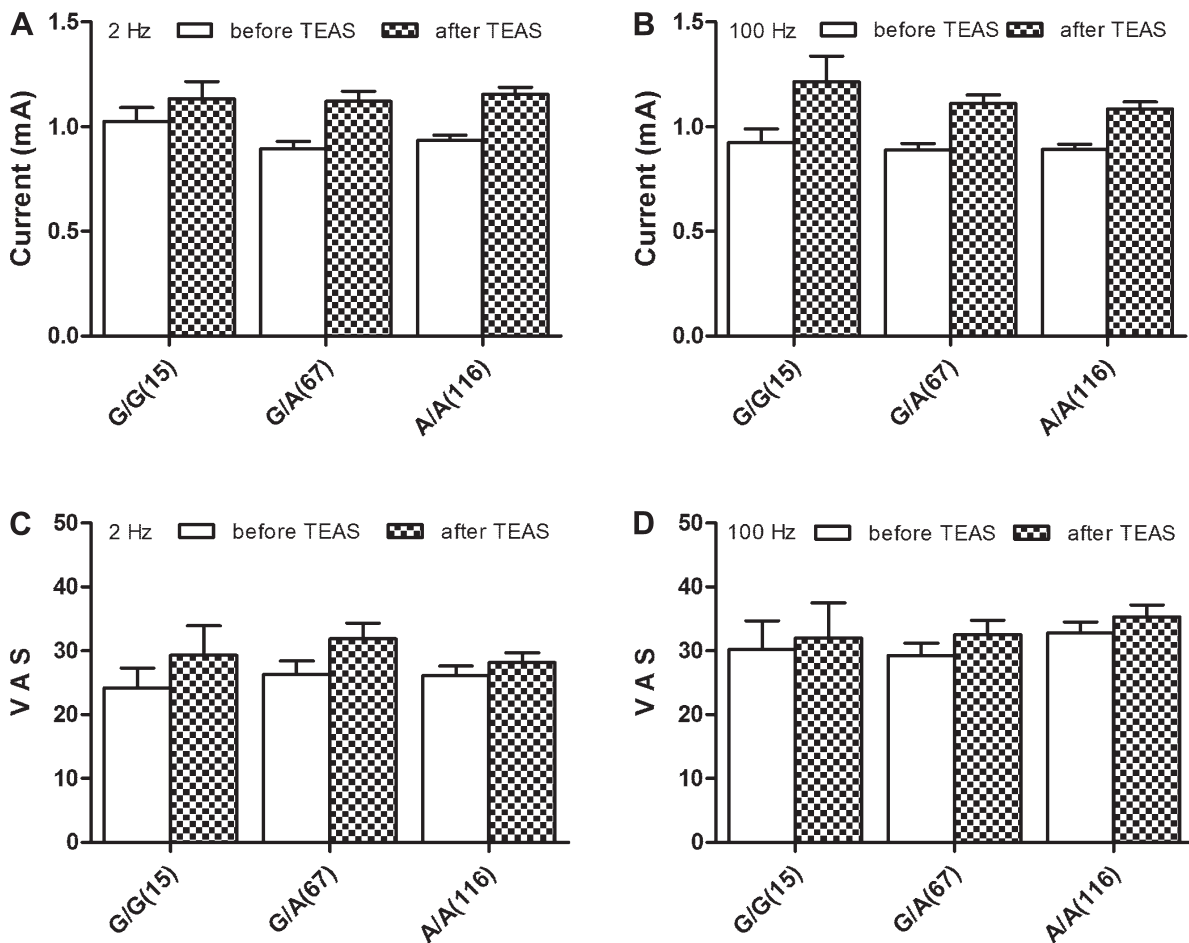 A
2 Hz before TEAS after TEAS
Current (mA)
1.5
1.0
0.5
0.0
G/G(15)
G/A(67)
A/A(116)
B
100 Hz before TEAS after TEAS
Current (mA)
1.5
1.0
0.5
0.0
G/G(15)
G/A(67)
A/A(116)
C
2 Hz before TEAS after TEAS
V A S
50
40
30
20
10
0
G/G(15)
G/A(67)
A/A(116)
D
100 Hz before TEAS after TEAS
V A S
50
40
30
20
10
0
G/G(15)
G/A(67)
A/A(116)